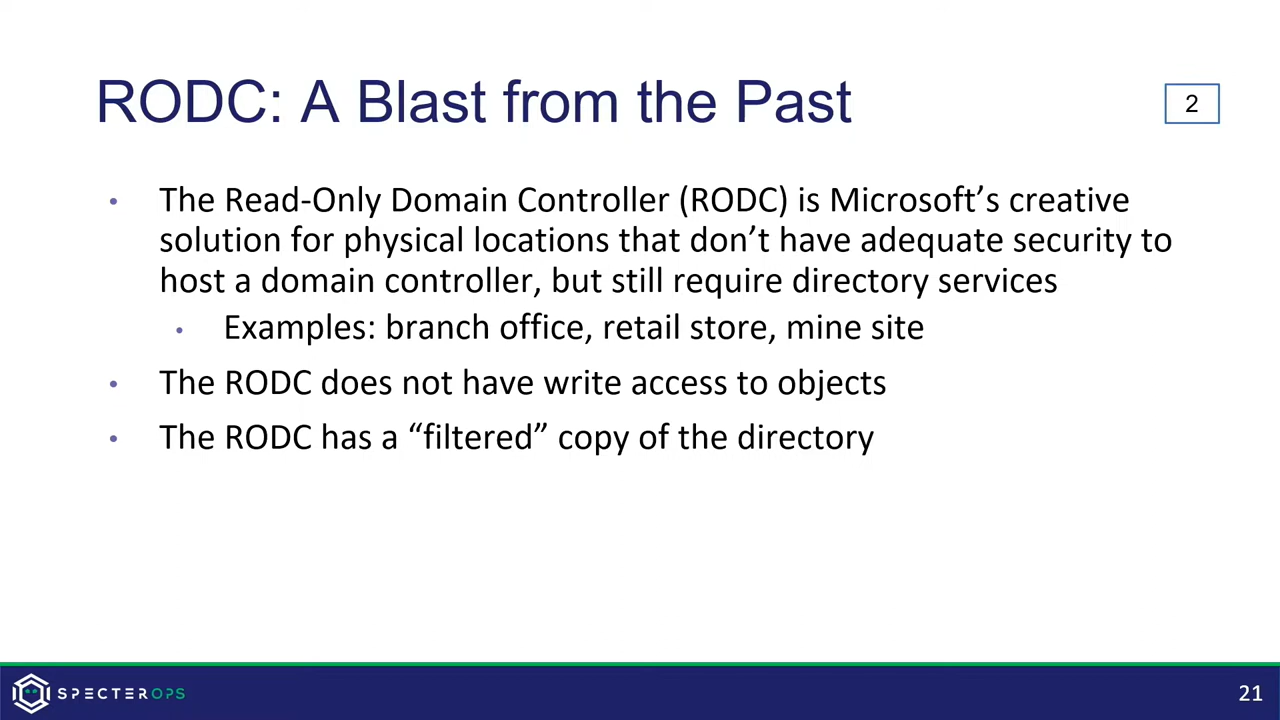 RODC: A Blast from the Past
2
• The Read-Only Domain Controller (RODC) is Microsoft’s creative
solution for physical locations that don’t have adequate security to
host a domain controller, but still require directory services
• Examples: branch office, retail store, mine site
• The RODC does not have write access to objects
• The RODC has a “filtered” copy of the directory
SPECTEROPS
21